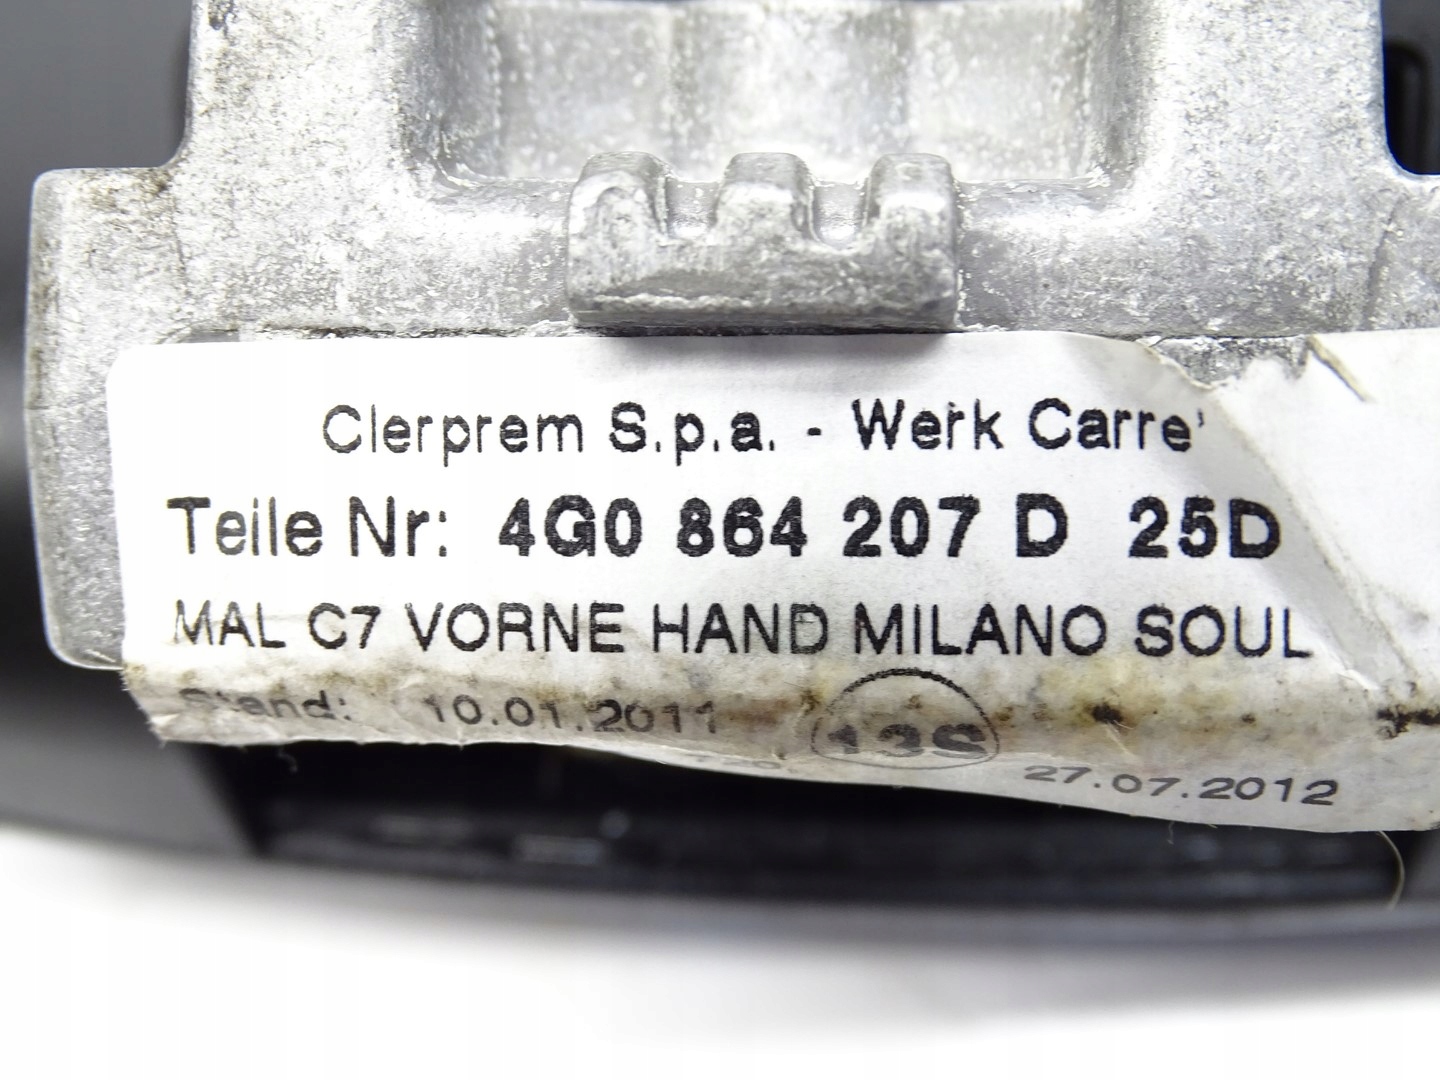 Clerprem S.p.a. - Werk Carre'
Teile Nr: 4G0 864 207 D 25D
MAL C7 VORNE HAND MILANO SOUL
Stand: 10.01.2011
13S
27.07.2012